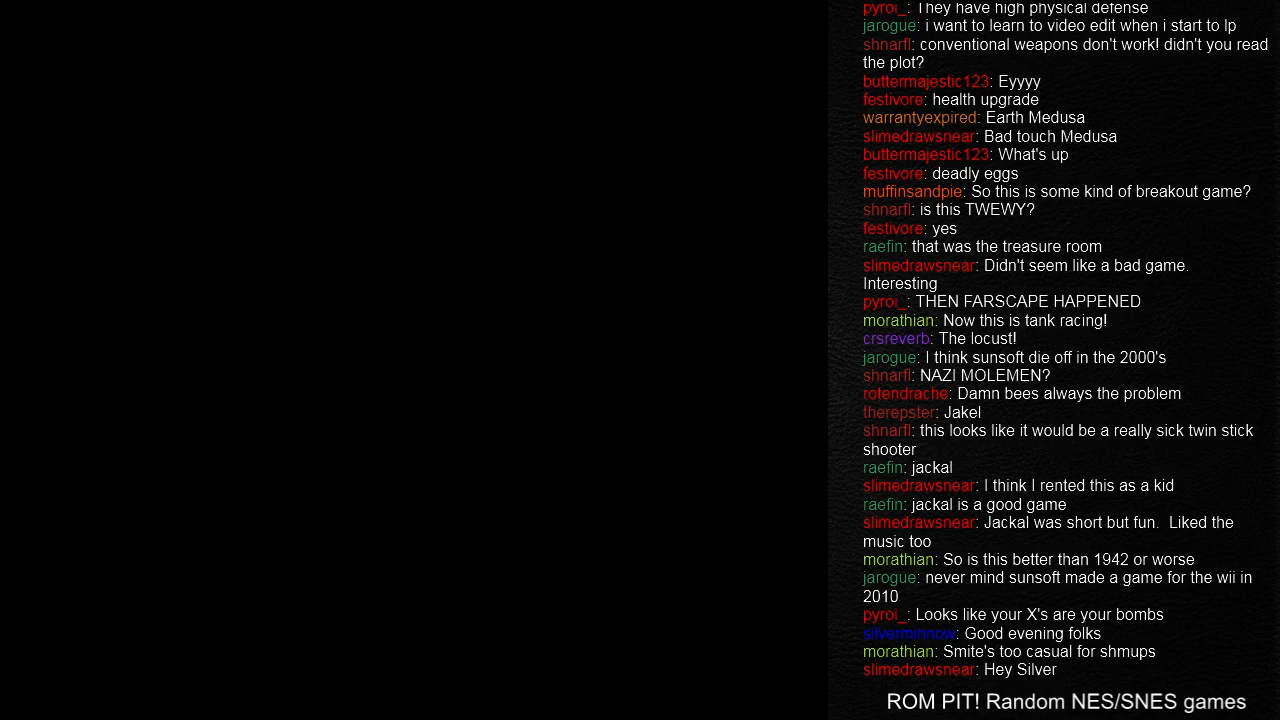 pyroi_: They have high physical defense
jarogue: i want to learn to video edit when i start to lp
shnarfl: conventional weapons don't work! didn't you read
the plot?
buttermajestic123: Eyyyy
festivore: health upgrade
warrantyexpired: Earth Medusa
slimedrawsnear: Bad touch Medusa
buttermajestic123: What's up
festivore: deadly eggs
muffinsandpie: So this is some kind of breakout game?
shnarfl: is this TWEWY?
festivore: yes
raefin: that was the treasure room
slimedrawsnear: Didn't seem like a bad game.
Interesting
pyroi_: THEN FARSCAPE HAPPENED
morathian: Now this is tank racing!
crsreverb: The locust!
jarogue: I think sunsoft die off in the 2000's
shnarfl: NAZI MOLEMEN?
rotendrache: Damn bees always the problem
therepster: Jakel
shnarfl: this looks like it would be a really sick twin stick
shooter
raefin: jackal
slimedrawsnear: I think I rented this as a kid
raefin: jackal is a good game
slimedrawsnear: Jackal was short but fun.  Liked the
music too
morathian: So is this better than 1942 or worse
jarogue: never mind sunsoft made a game for the wii in
2010
pyroi_: Looks like your X's are your bombs
silverminnow: Good evening folks
morathian: Smite's too casual for shmups
slimedrawsnear: Hey Silver
ROM PIT! Random NES/SNES games